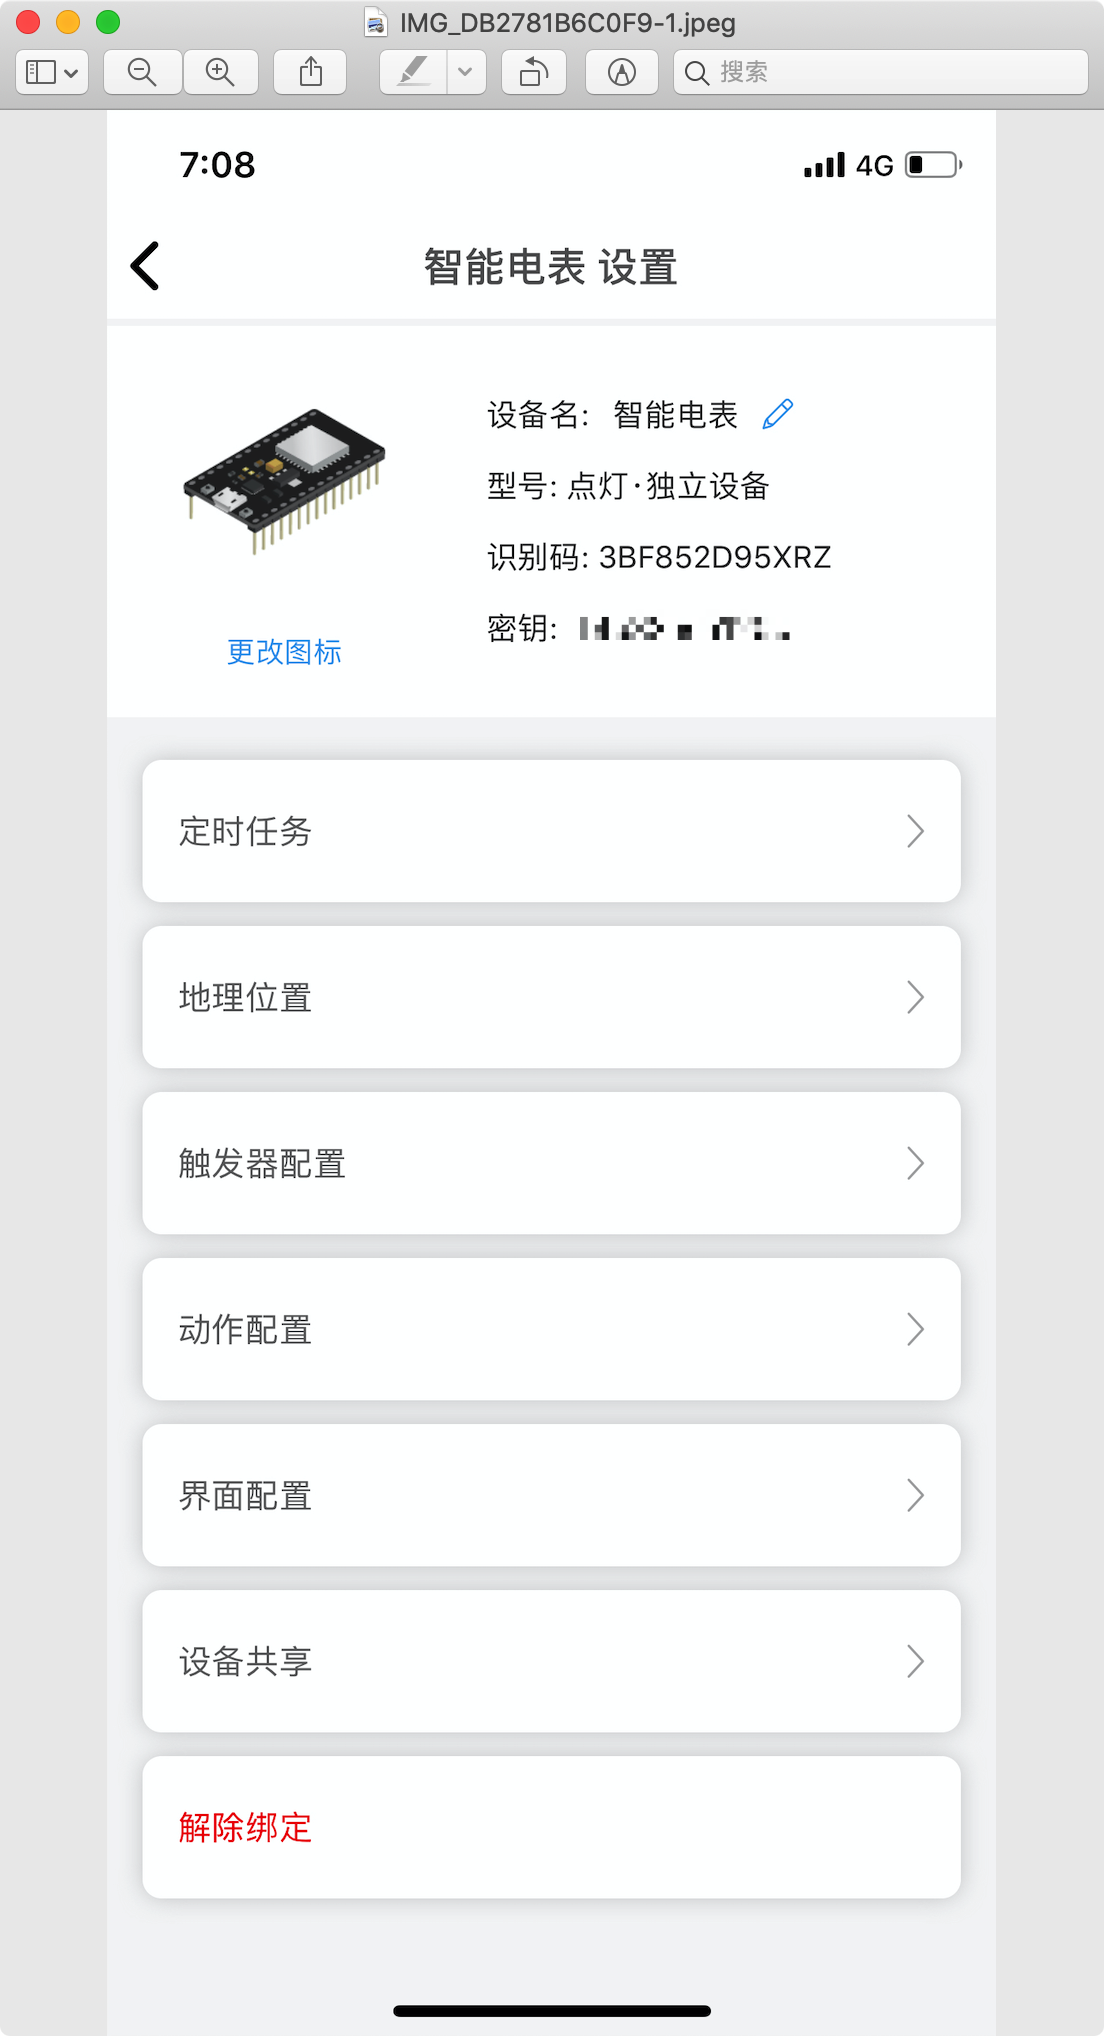 IMG_DB2781B6C0F9-1.jpeg
搜索
7:08
4G
智能电表 设置
设备名: 智能电表
型号: 点灯·独立设备
识别码: 3BF852D95XRZ
密钥:
更改图标
定时任务
地理位置
触发器配置
动作配置
界面配置
设备共享
解除绑定